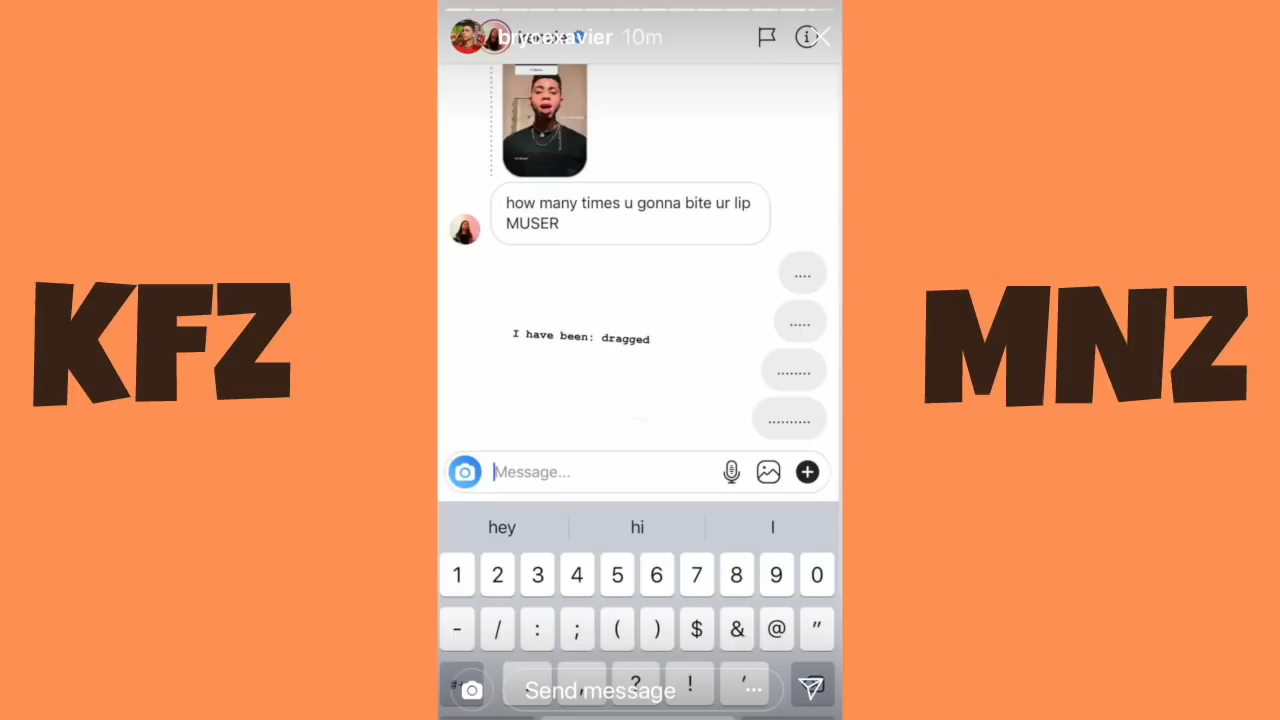 brycexavier 10m
how many times u gonna bite ur lip
MUSER
....
.....
I have been: dragged
........
..........
KFZ
MNZ
Message...
hey hi I
1 2 3 4 5 6 7 8 9 0
- / : ; ( ) $ & @ "
. , ? ! '
Send message